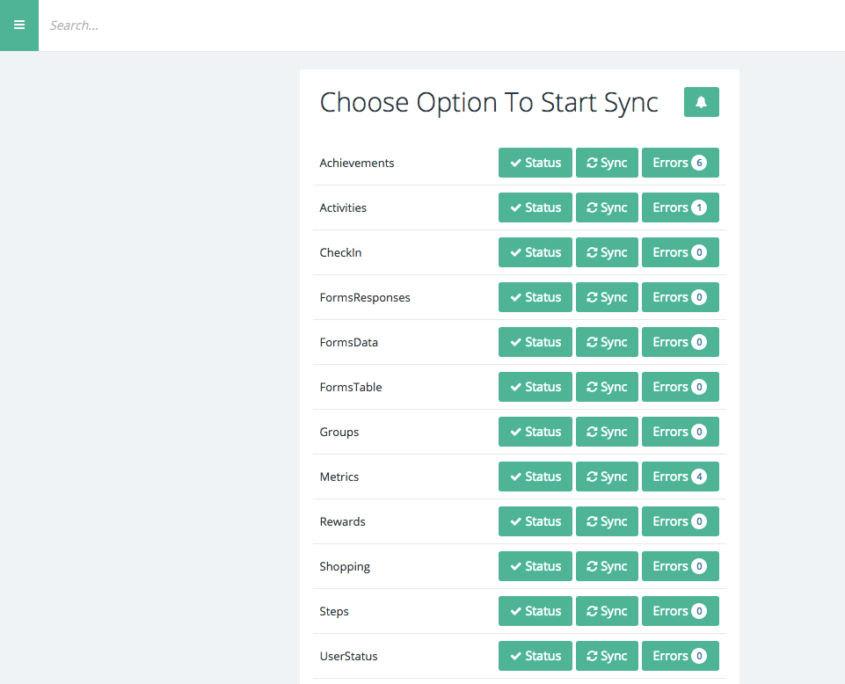 Search...
Choose Option To Start Sync
Achievements Status Sync Errors 6
Activities Status Sync Errors 1
CheckIn Status Sync Errors 0
FormsResponses Status Sync Errors 0
FormsData Status Sync Errors 0
FormsTable Status Sync Errors 0
Groups Status Sync Errors 0
Metrics Status Sync Errors 4
Rewards Status Sync Errors 0
Shopping Status Sync Errors 0
Steps Status Sync Errors 0
UserStatus Status Sync Errors 0